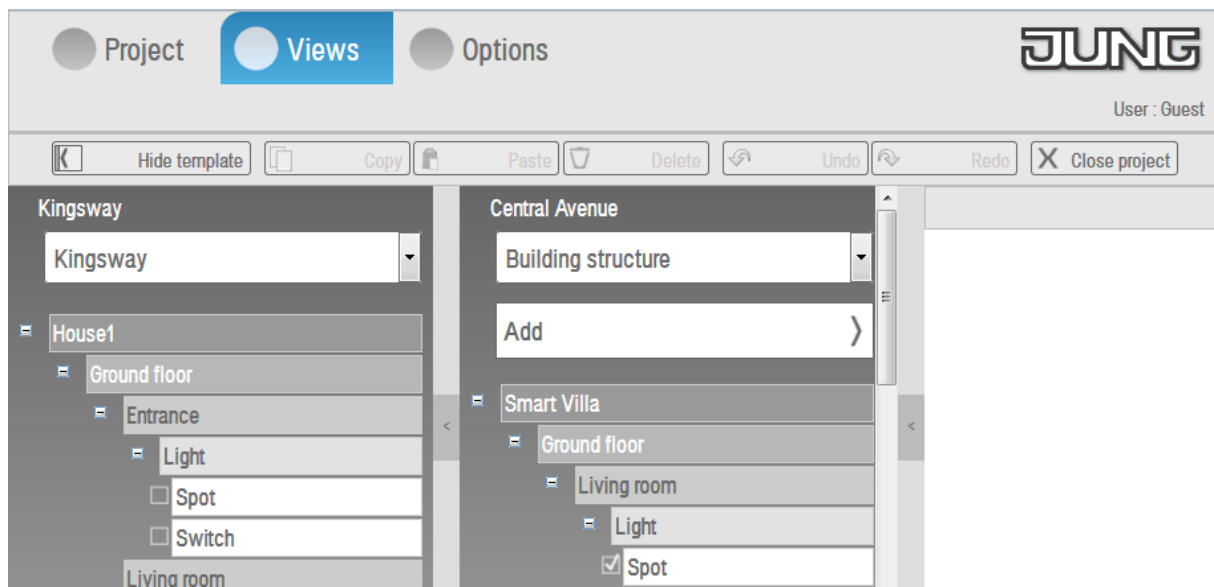 Project Views Options JUNG
User : Guest
Hide template Copy Paste Delete Undo Redo Close project
Kingsway
Kingsway
House1
Ground floor
Entrance
Light
Spot
Switch
Living room
Central Avenue
Building structure
Add
Smart Villa
Ground floor
Living room
Light
Spot